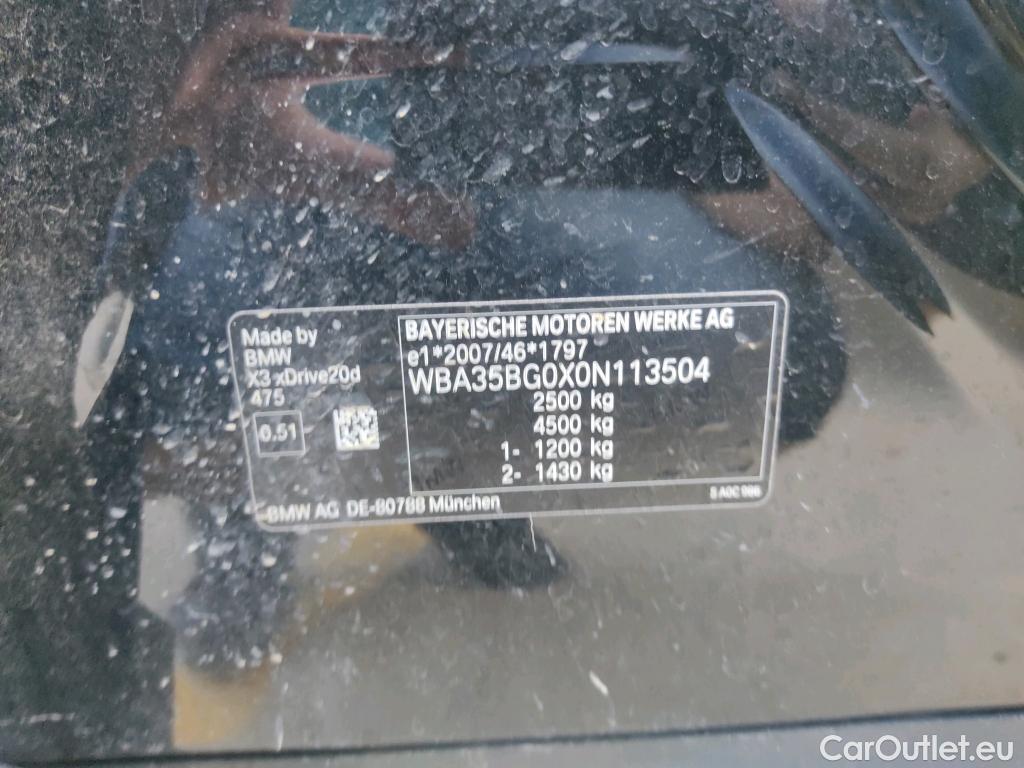 Made by
BMW
X3 xDrive20d
475
0.51
BAYERISCHE MOTOREN WERKE AG
e1*2007/46*1797
WBA35BG0X0N113504
2500 kg
4500 kg
1- 1200 kg
2- 1430 kg
BMW AG DE-80788 München
CarOutlet.eu